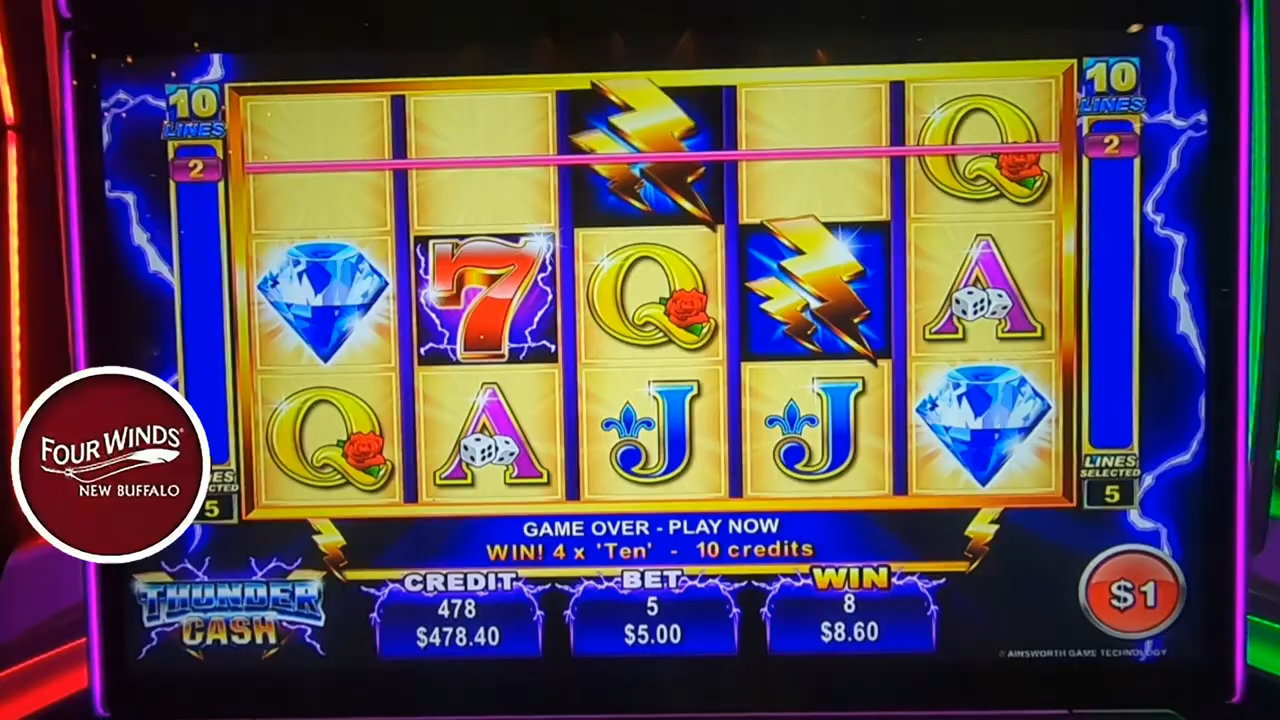 10
LINES
2
10
LINES
2
Q
7
Q
A
Q
A
J
J
FOUR WINDS®
NEW BUFFALO
5
LINES
SELECTED
5
GAME OVER - PLAY NOW
WIN! 4 x 'Ten' - 10 credits
THUNDER
CASH
CREDIT
478
$478.40
BET
5
$5.00
WIN
8
$8.60
$1
© AINSWORTH GAME TECHNOLOGY